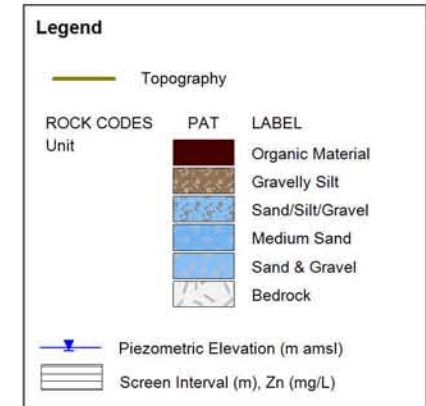 Legend
Topography
ROCK CODES PAT LABEL
Unit
Organic Material
Gravelly Silt
Sand/Silt/Gravel
Medium Sand
Sand & Gravel
Bedrock
Piezometric Elevation (m amsl)
Screen Interval (m), Zn (mg/L)